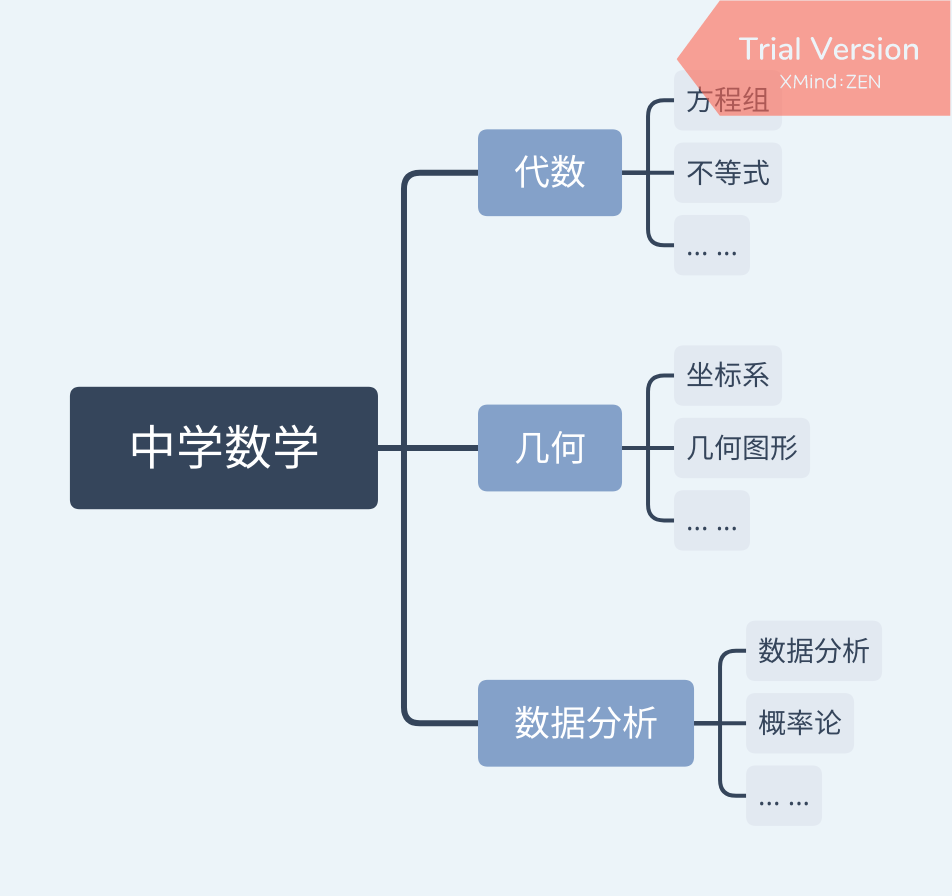 Trial Version
XMind:ZEN
方程组
代数
不等式
... ...
坐标系
中学数学
几何
几何图形
... ...
数据分析
数据分析
概率论
... ...